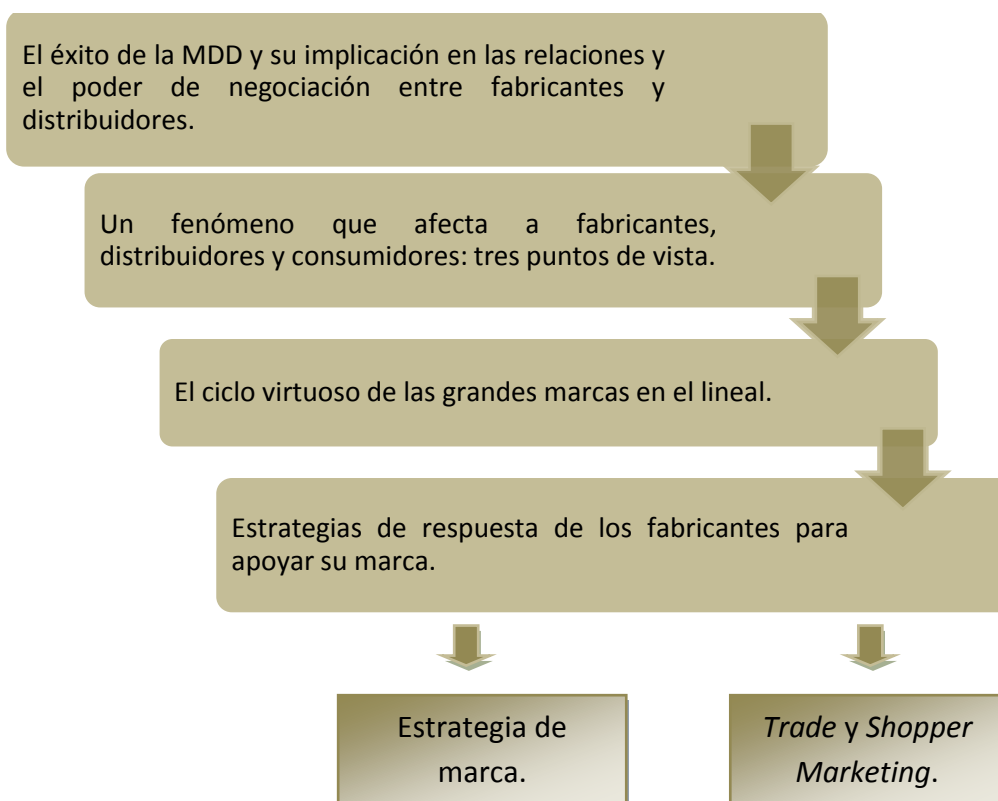 El éxito de la MDD y su implicación en las relaciones y
el poder de negociación entre fabricantes y
distribuidores.
Un fenómeno que afecta a fabricantes,
distribuidores y consumidores: tres puntos de vista.
El ciclo virtuoso de las grandes marcas en el lineal.
Estrategias de respuesta de los fabricantes para
apoyar su marca.
Estrategia de
marca.
Trade y Shopper
Marketing.